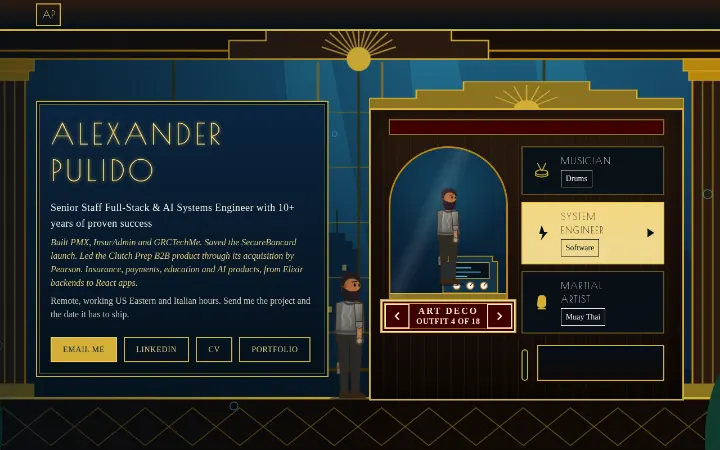 AP
ALEXANDER
PULIDO
Senior Staff Full-Stack & AI Systems Engineer with 10+
years of proven success
Built PMX, InsurAdmin and GRCTechMe. Saved the SecureBancard
launch. Led the Clutch Prep B2B product through its acquisition by
Pearson. Insurance, payments, education and AI products, from Elixir
backends to React apps.
Remote, working US Eastern and Italian hours. Send me the project and
the date it has to ship.
EMAIL ME
LINKEDIN
CV
PORTFOLIO
ART DECO
OUTFIT 4 OF 18
MUSICIAN
Drums
SYSTEM
ENGINEER
Software
MARTIAL
ARTIST
Muay Thai